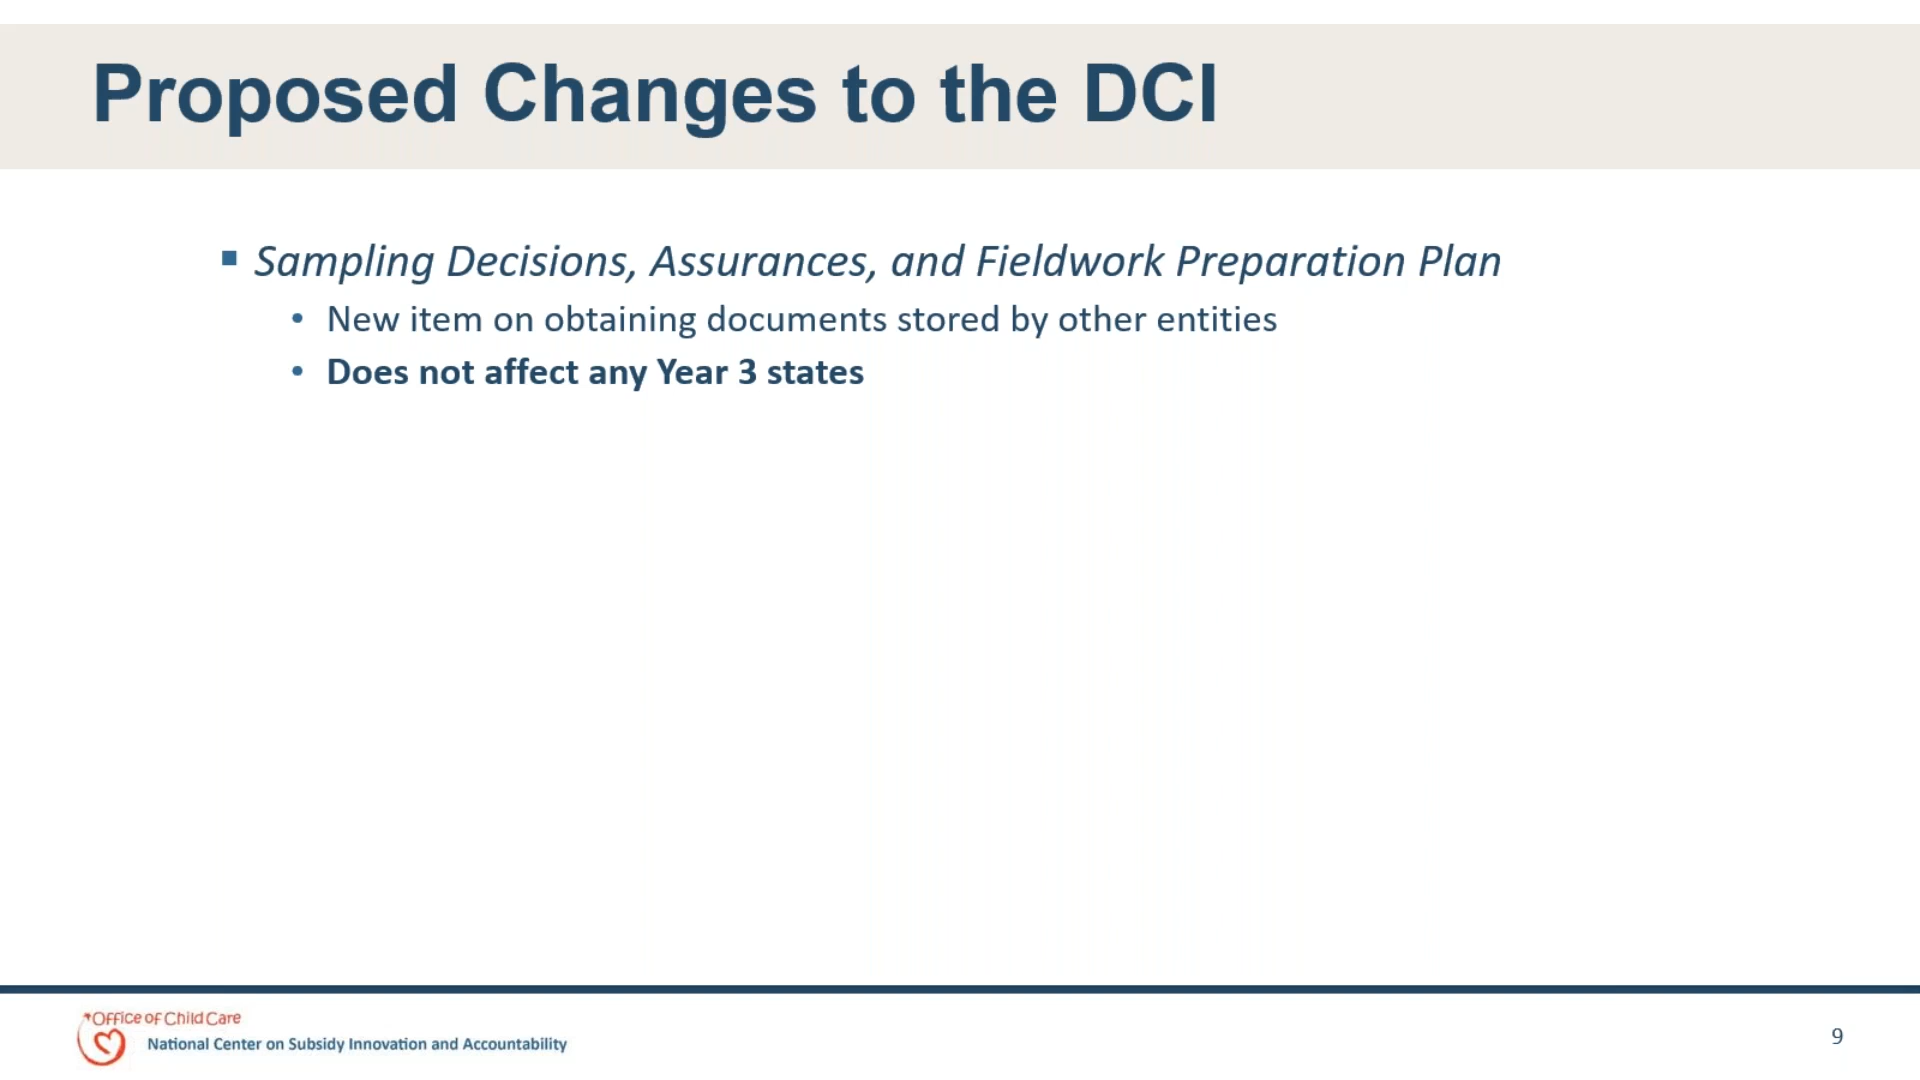 Proposed Changes to the DCI
Sampling Decisions, Assurances, and Fieldwork Preparation Plan
New item on obtaining documents stored by other entities
Does not affect any Year 3 states
Office of Child Care
National Center on Subsidy Innovation and Accountability
9